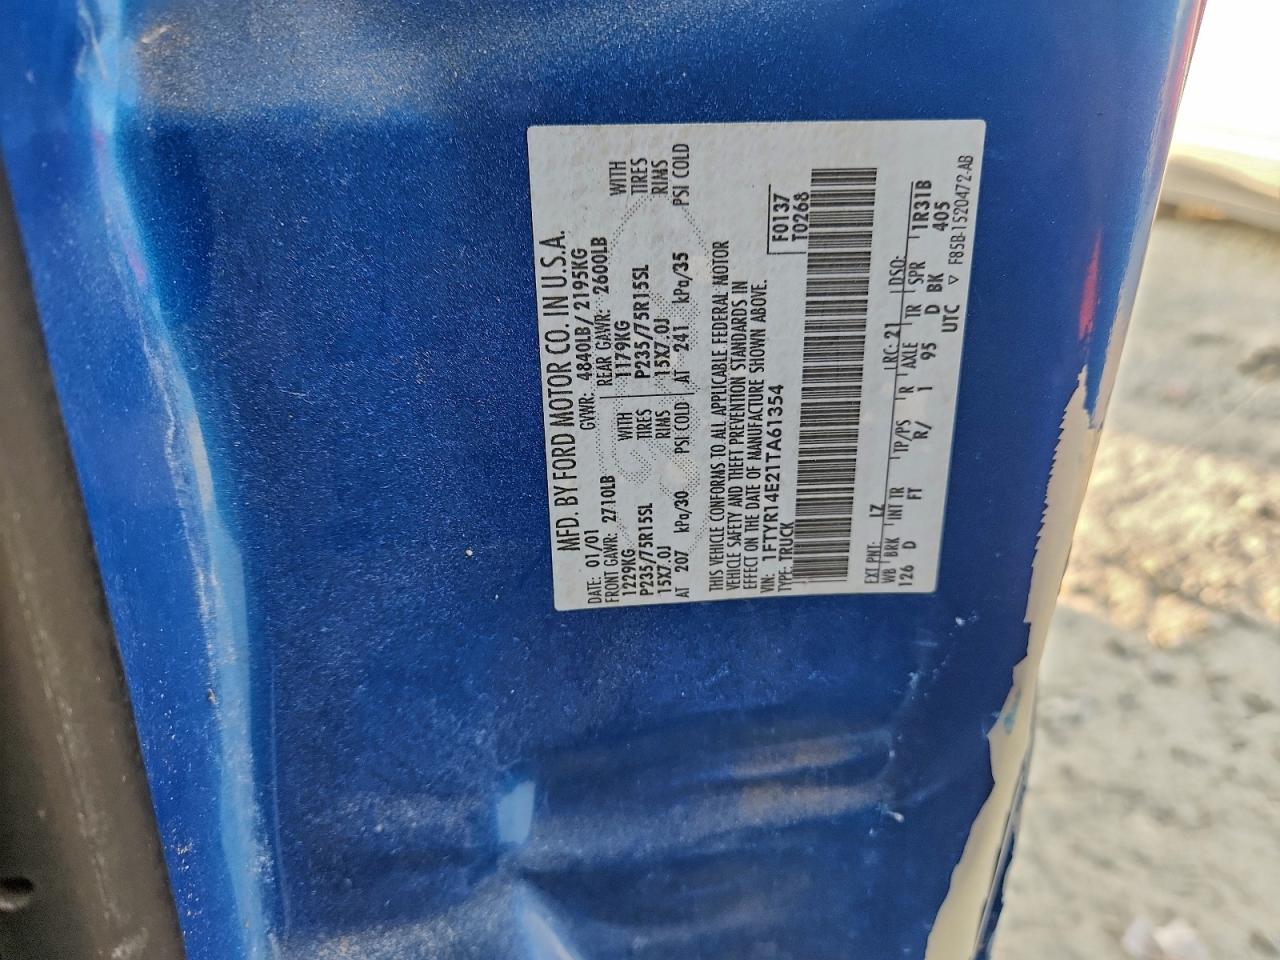 MFD. BY FORD MOTOR CO. IN U.S.A.
DATE: 01/01 GVWR: 4840LB/ 2195KG
FRONT GAWR: 2710LB REAR GAWR: 2600LB
1229KG WITH 1179KG WITH
P235/75R15SL TIRES P235/75R15SL TIRES
15X7.0J RIMS 15X7.0J RIMS
AT 207 kPa/30 PSI COLD AT 241 kPa/35 PSI COLD
THIS VEHICLE CONFORMS TO ALL APPLICABLE FEDERAL MOTOR
VEHICLE SAFETY AND THEFT PREVENTION STANDARDS IN
EFFECT ON THE DATE OF MANUFACTURE SHOWN ABOVE.
VIN: 1FTYR14E21TA61354 F0137
TYPE: TRUCK T0268
EXT PNT: LZ RC: 21 DSO:
WB BRK INT TR TP/PS R AXLE TR SPR 1R31B
126 D FT R/ 1 95 D BK 405
UTC ▽ F85B-1520472-AB